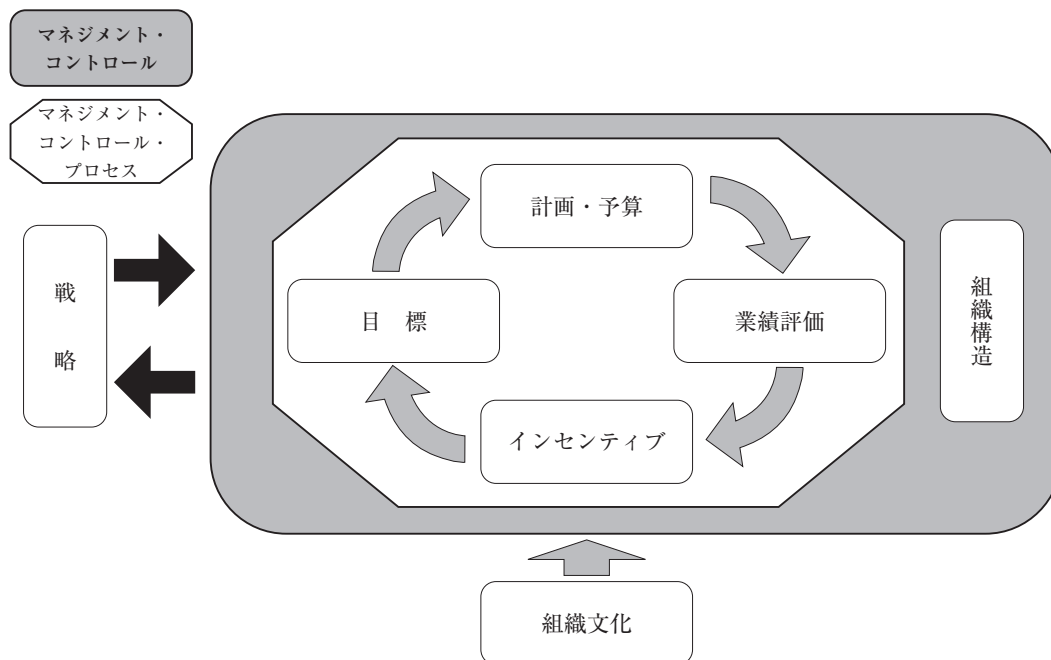 マネジメント・
コントロール
マネジメント・
コントロール・
プロセス
戦
略
計画・予算
目　標
業績評価
インセンティブ
組織構造
組織文化